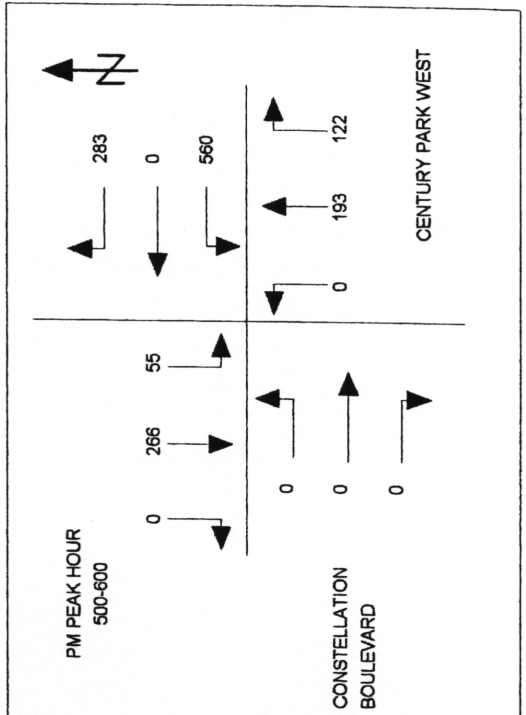 PM PEAK HOUR
500-600
N
0
266
55
283
0
560
0
0
0
0
193
122
CONSTELLATION
BOULEVARD
CENTURY PARK WEST